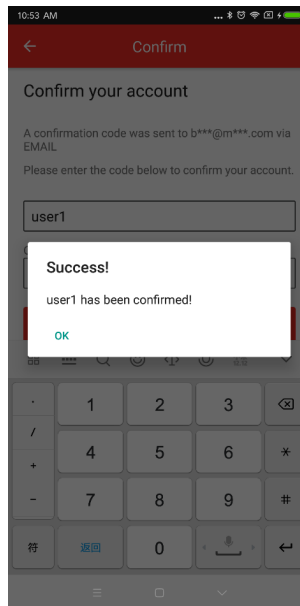 10:53 AM
Confirm
Confirm your account
A confirmation code was sent to b***@m***.com via
EMAIL
Please enter the code below to confirm your account.
user1
Success!
user1 has been confirmed!
OK
.
1
2
3
/
4
5
6
*
+
-
7
8
9
#
符
返回
0